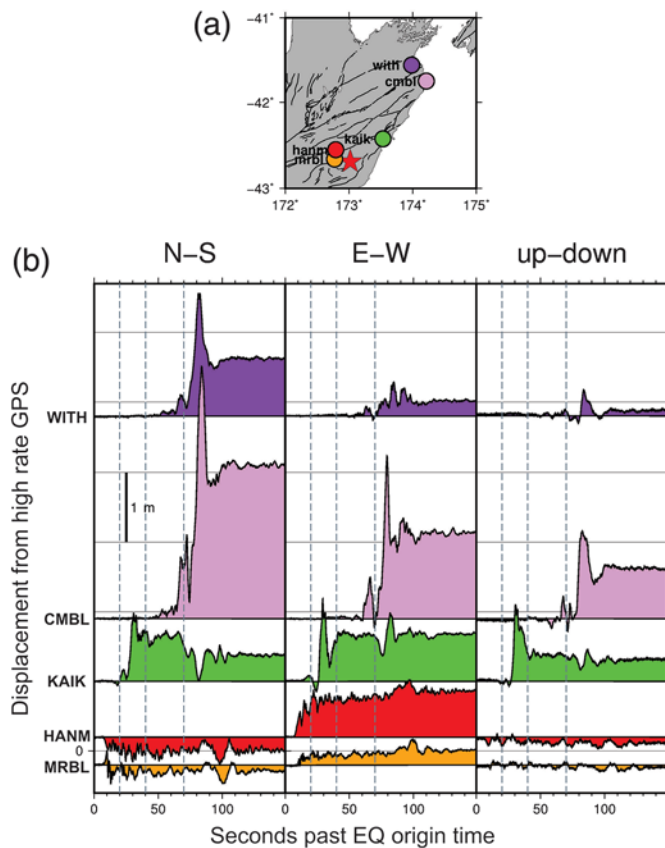 (a)
−41°
−42°
−43°
172°
173°
174°
175°
with
cmbl
kaik
hanm
mrbl
(b)
N−S
E−W
up−down
Displacement from high rate GPS
WITH
1 m
CMBL
KAIK
HANM
0
MRBL
0 50 100 0 50 100 0 50 100
Seconds past EQ origin time